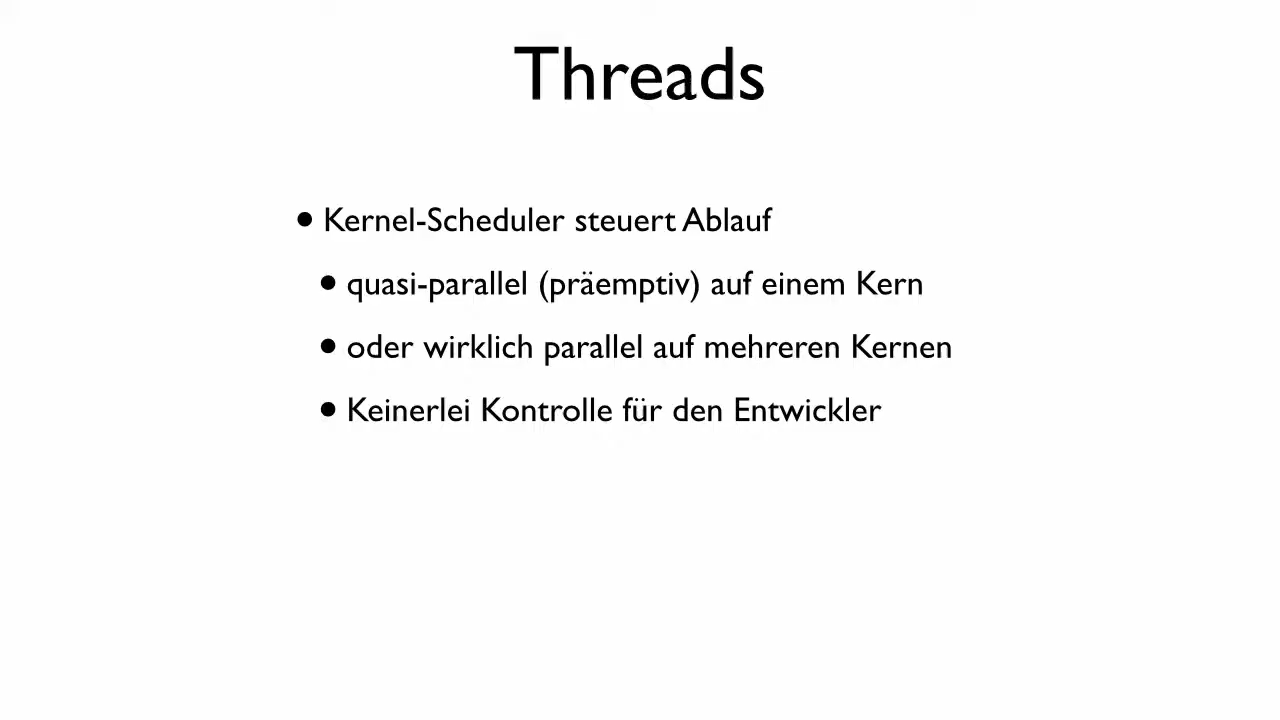 Threads
• Kernel-Scheduler steuert Ablauf
• quasi-parallel (präemptiv) auf einem Kern
• oder wirklich parallel auf mehreren Kernen
• Keinerlei Kontrolle für den Entwickler